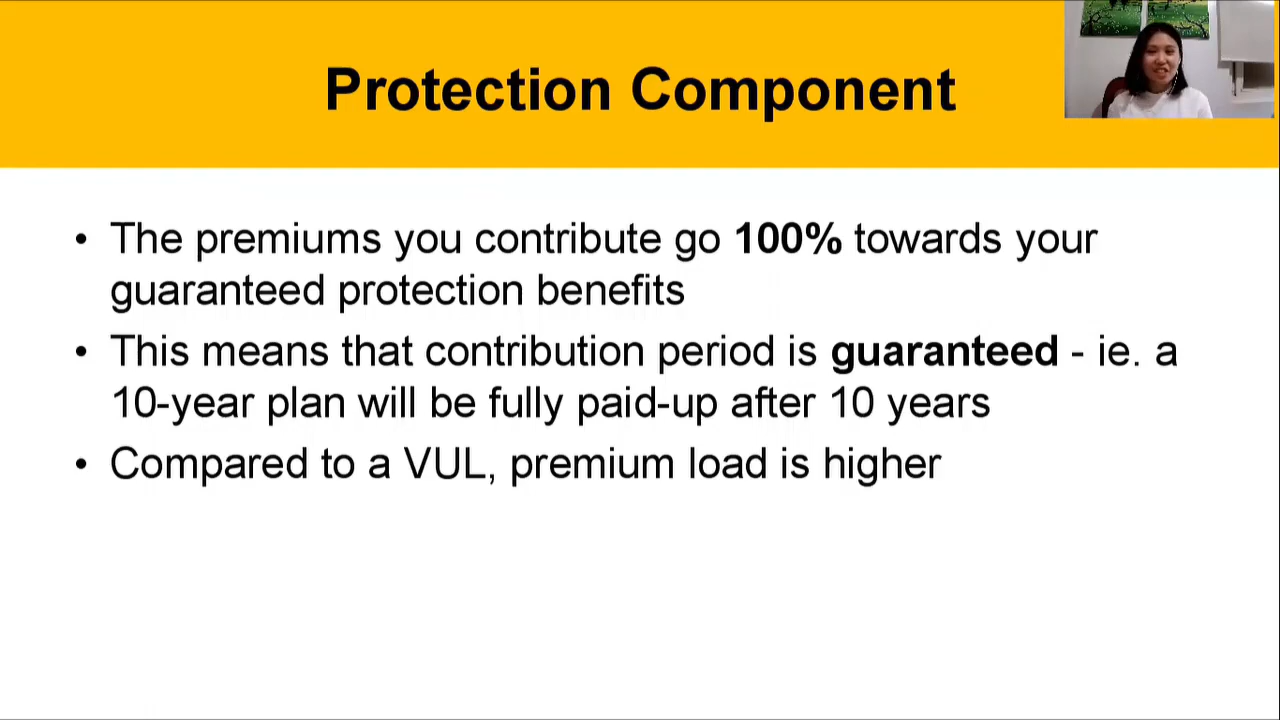 Protection Component
• The premiums you contribute go 100% towards your
guaranteed protection benefits
• This means that contribution period is guaranteed - ie. a
10-year plan will be fully paid-up after 10 years
• Compared to a VUL, premium load is higher